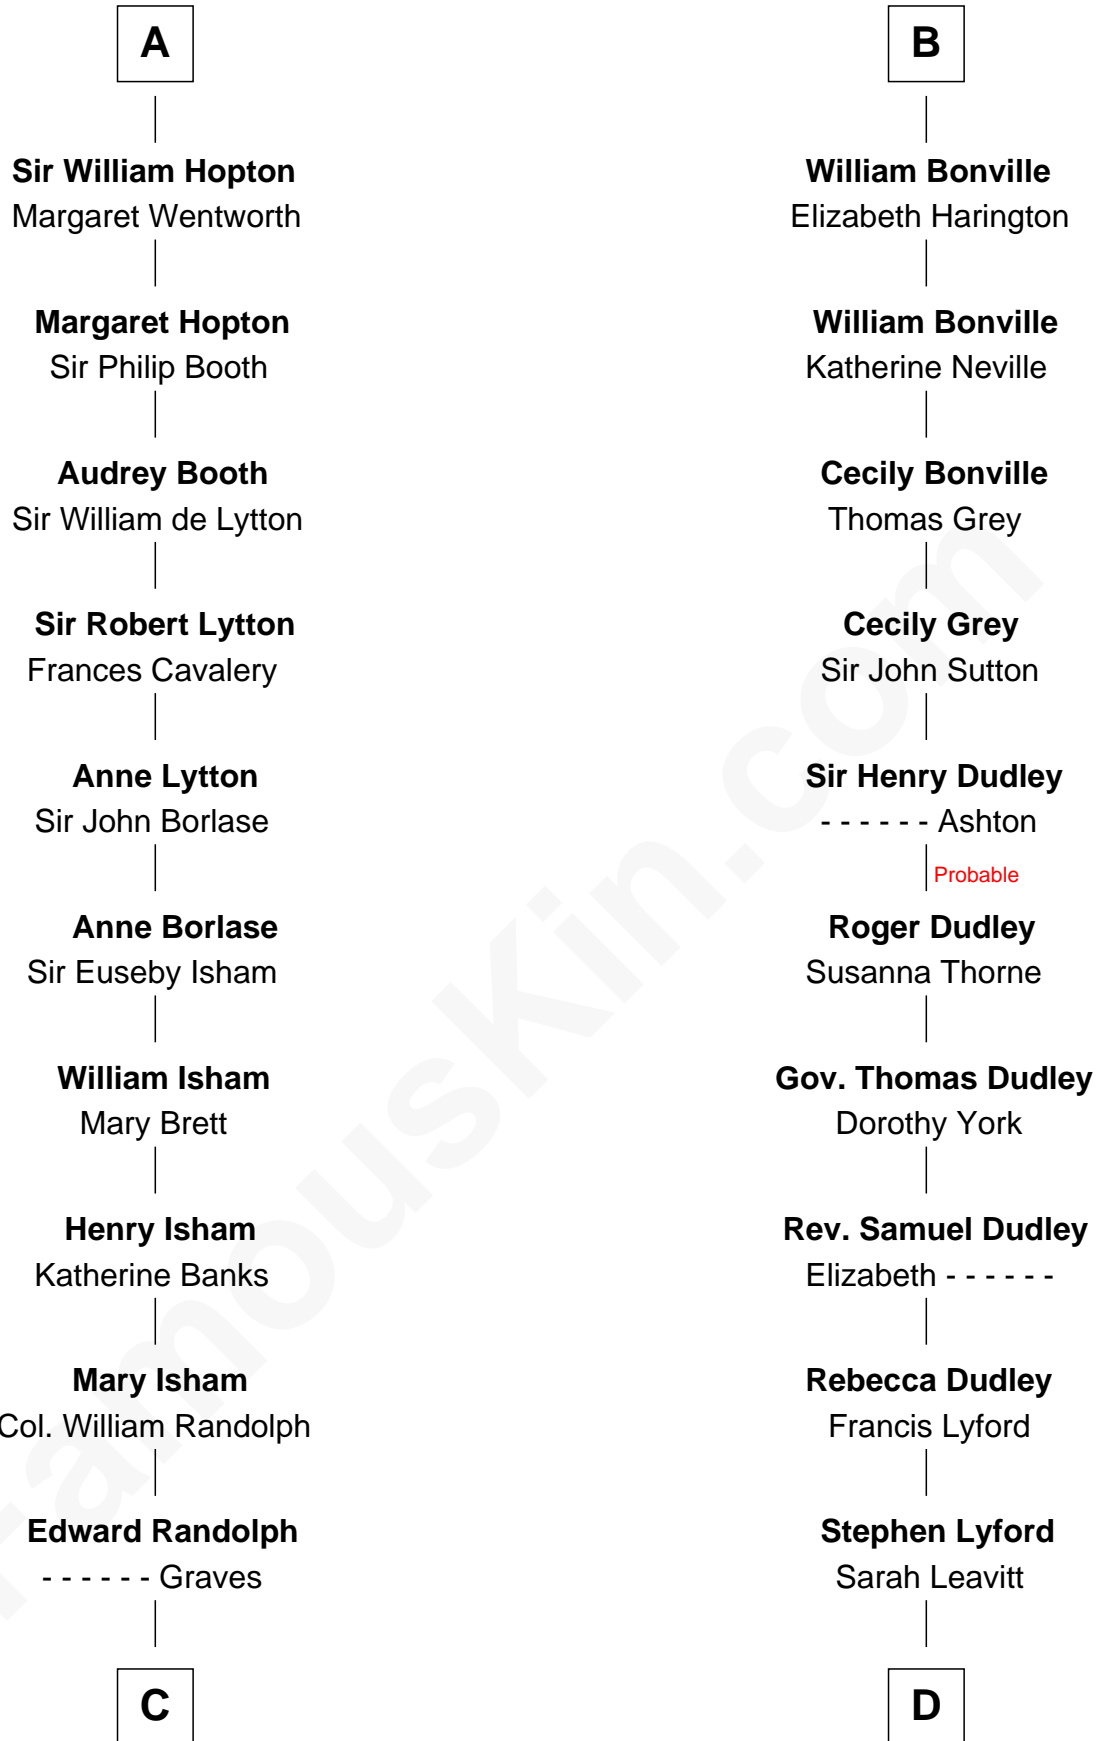 A
Sir William Hopton
Margaret Wentworth
Margaret Hopton
Sir Philip Booth
Audrey Booth
Sir William de Lytton
Sir Robert Lytton
Frances Cavalery
Anne Lytton
Sir John Borlase
Anne Borlase
Sir Euseby Isham
William Isham
Mary Brett
Henry Isham
Katherine Banks
Mary Isham
Col. William Randolph
Edward Randolph
- - - - - - Graves
C
B
William Bonville
Elizabeth Harington
William Bonville
Katherine Neville
Cecily Bonville
Thomas Grey
Cecily Grey
Sir John Sutton
Sir Henry Dudley
- - - - - - Ashton
Probable
Roger Dudley
Susanna Thorne
Gov. Thomas Dudley
Dorothy York
Rev. Samuel Dudley
Elizabeth - - - - - -
Rebecca Dudley
Francis Lyford
Stephen Lyford
Sarah Leavitt
D
FamousKin.com